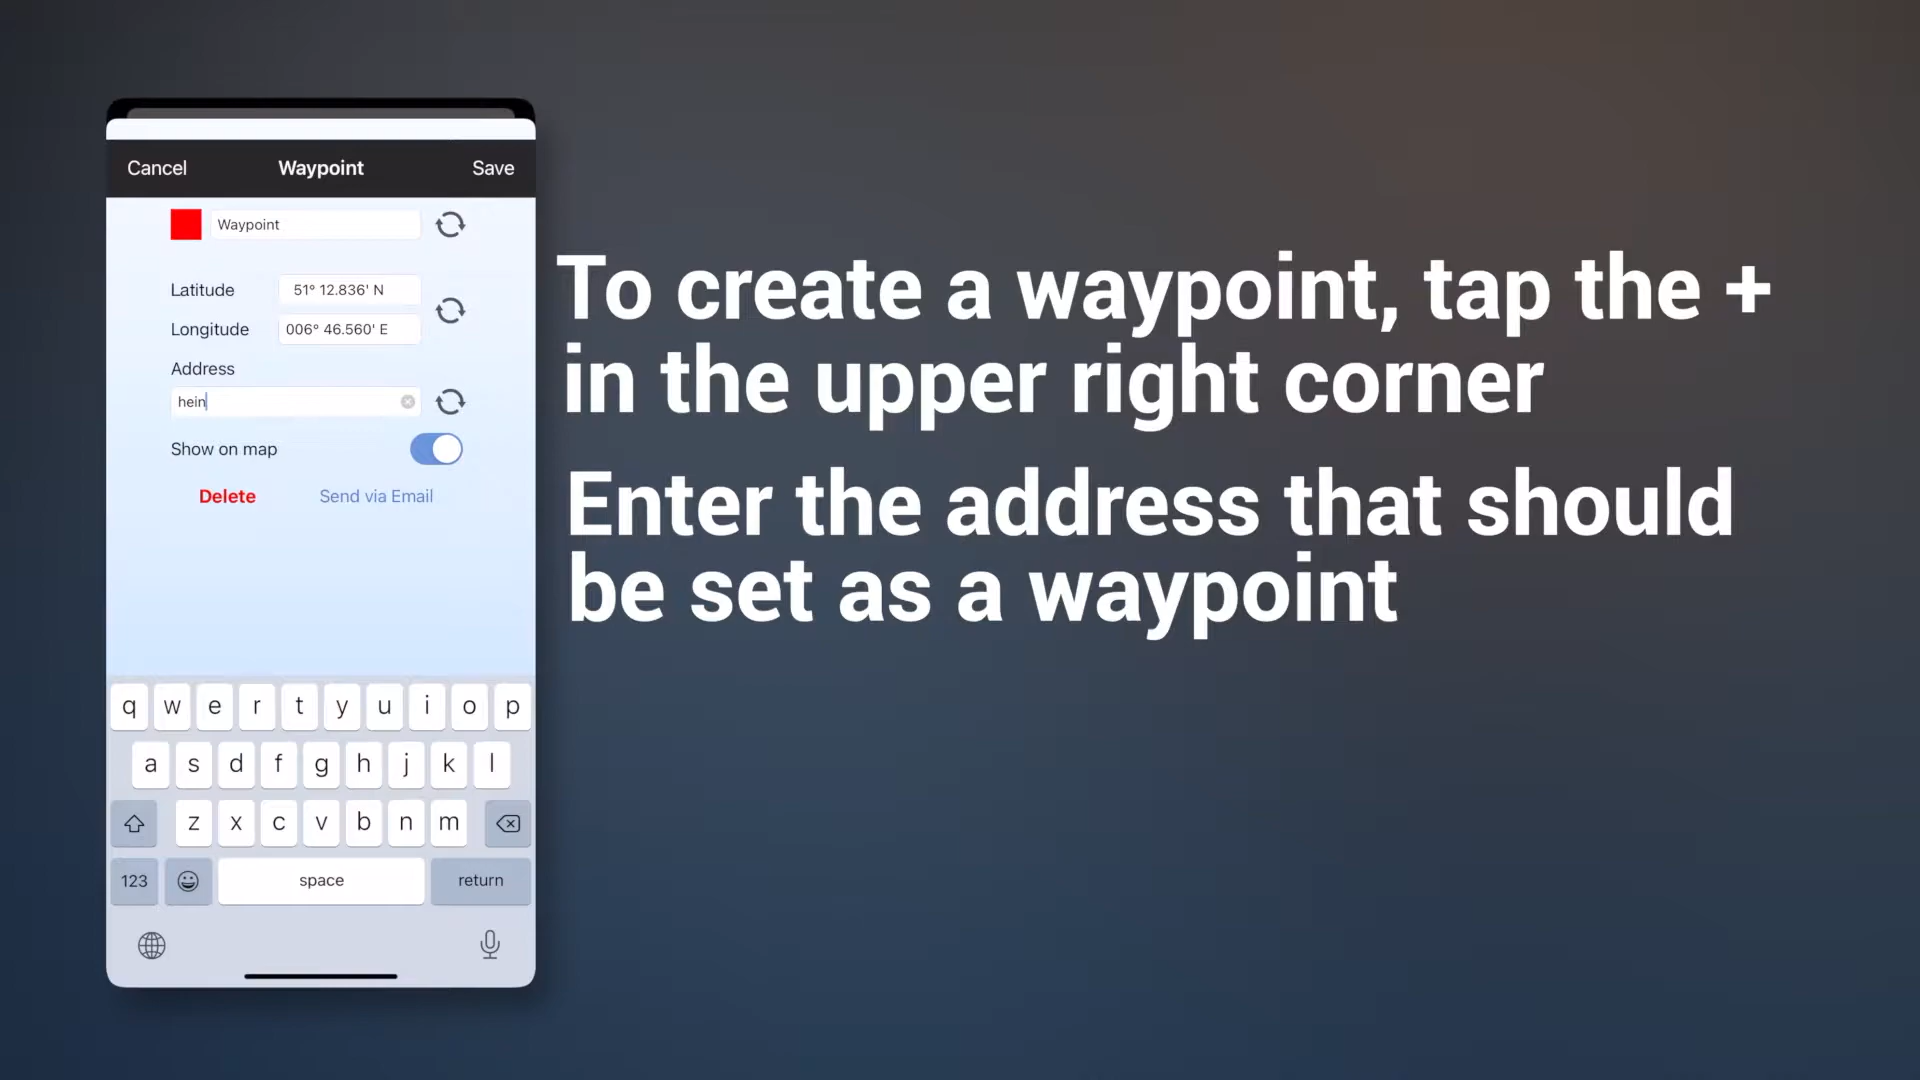 Cancel Waypoint Save
Waypoint
Latitude 51° 12.836' N
Longitude 006° 46.560' E
Address
hein
Show on map
Delete Send via Email
q w e r t y u i o p
a s d f g h j k l
z x c v b n m
123 space return
To create a waypoint, tap the +
in the upper right corner
Enter the address that should
be set as a waypoint